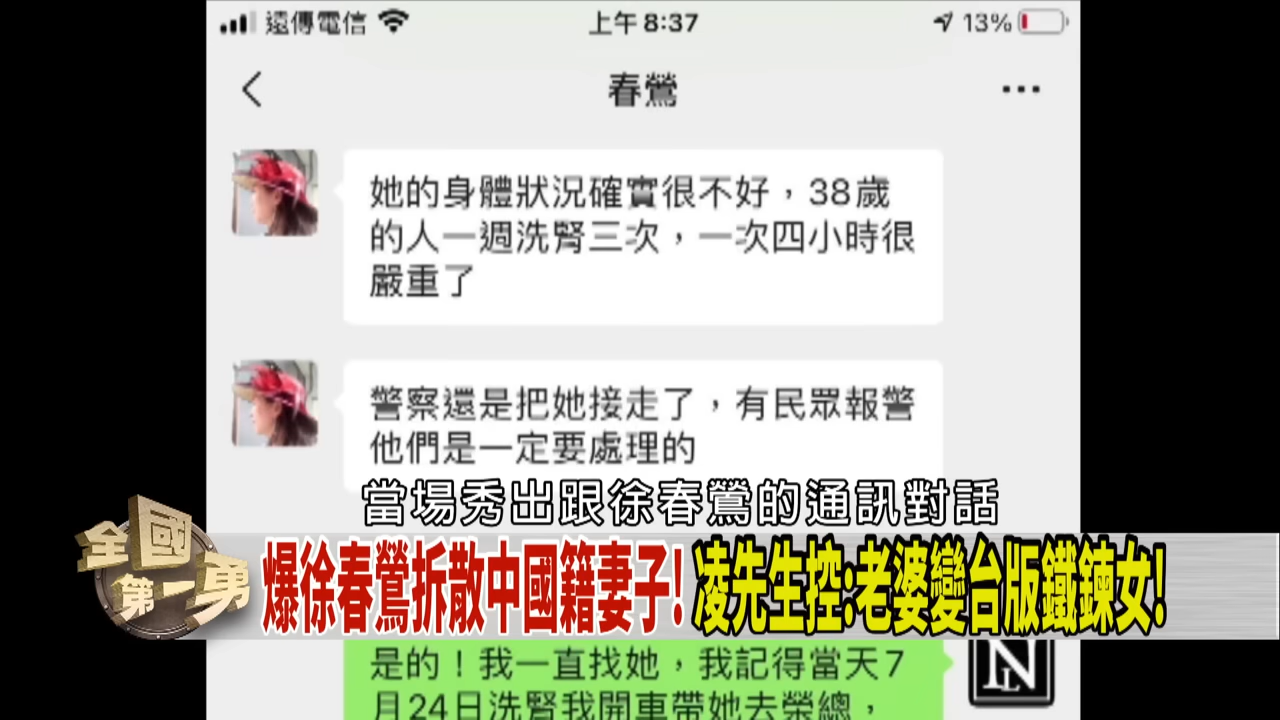 遠傳電信
上午 8:37
13%
春鶯
她的身體狀況確實很不好，38歲
的人一週洗腎三次，一次四小時很
嚴重了
警察還是把她接走了，有民眾報警
他們是一定要處理的
當場秀出跟徐春鶯的通訊對話
全國
第一勇
爆徐春鶯拆散中國籍妻子! 凌先生控:老婆變台版鐵鍊女!
是的！我一直找她，我記得當天7
月24日洗腎我開車帶她去榮總，
N
L